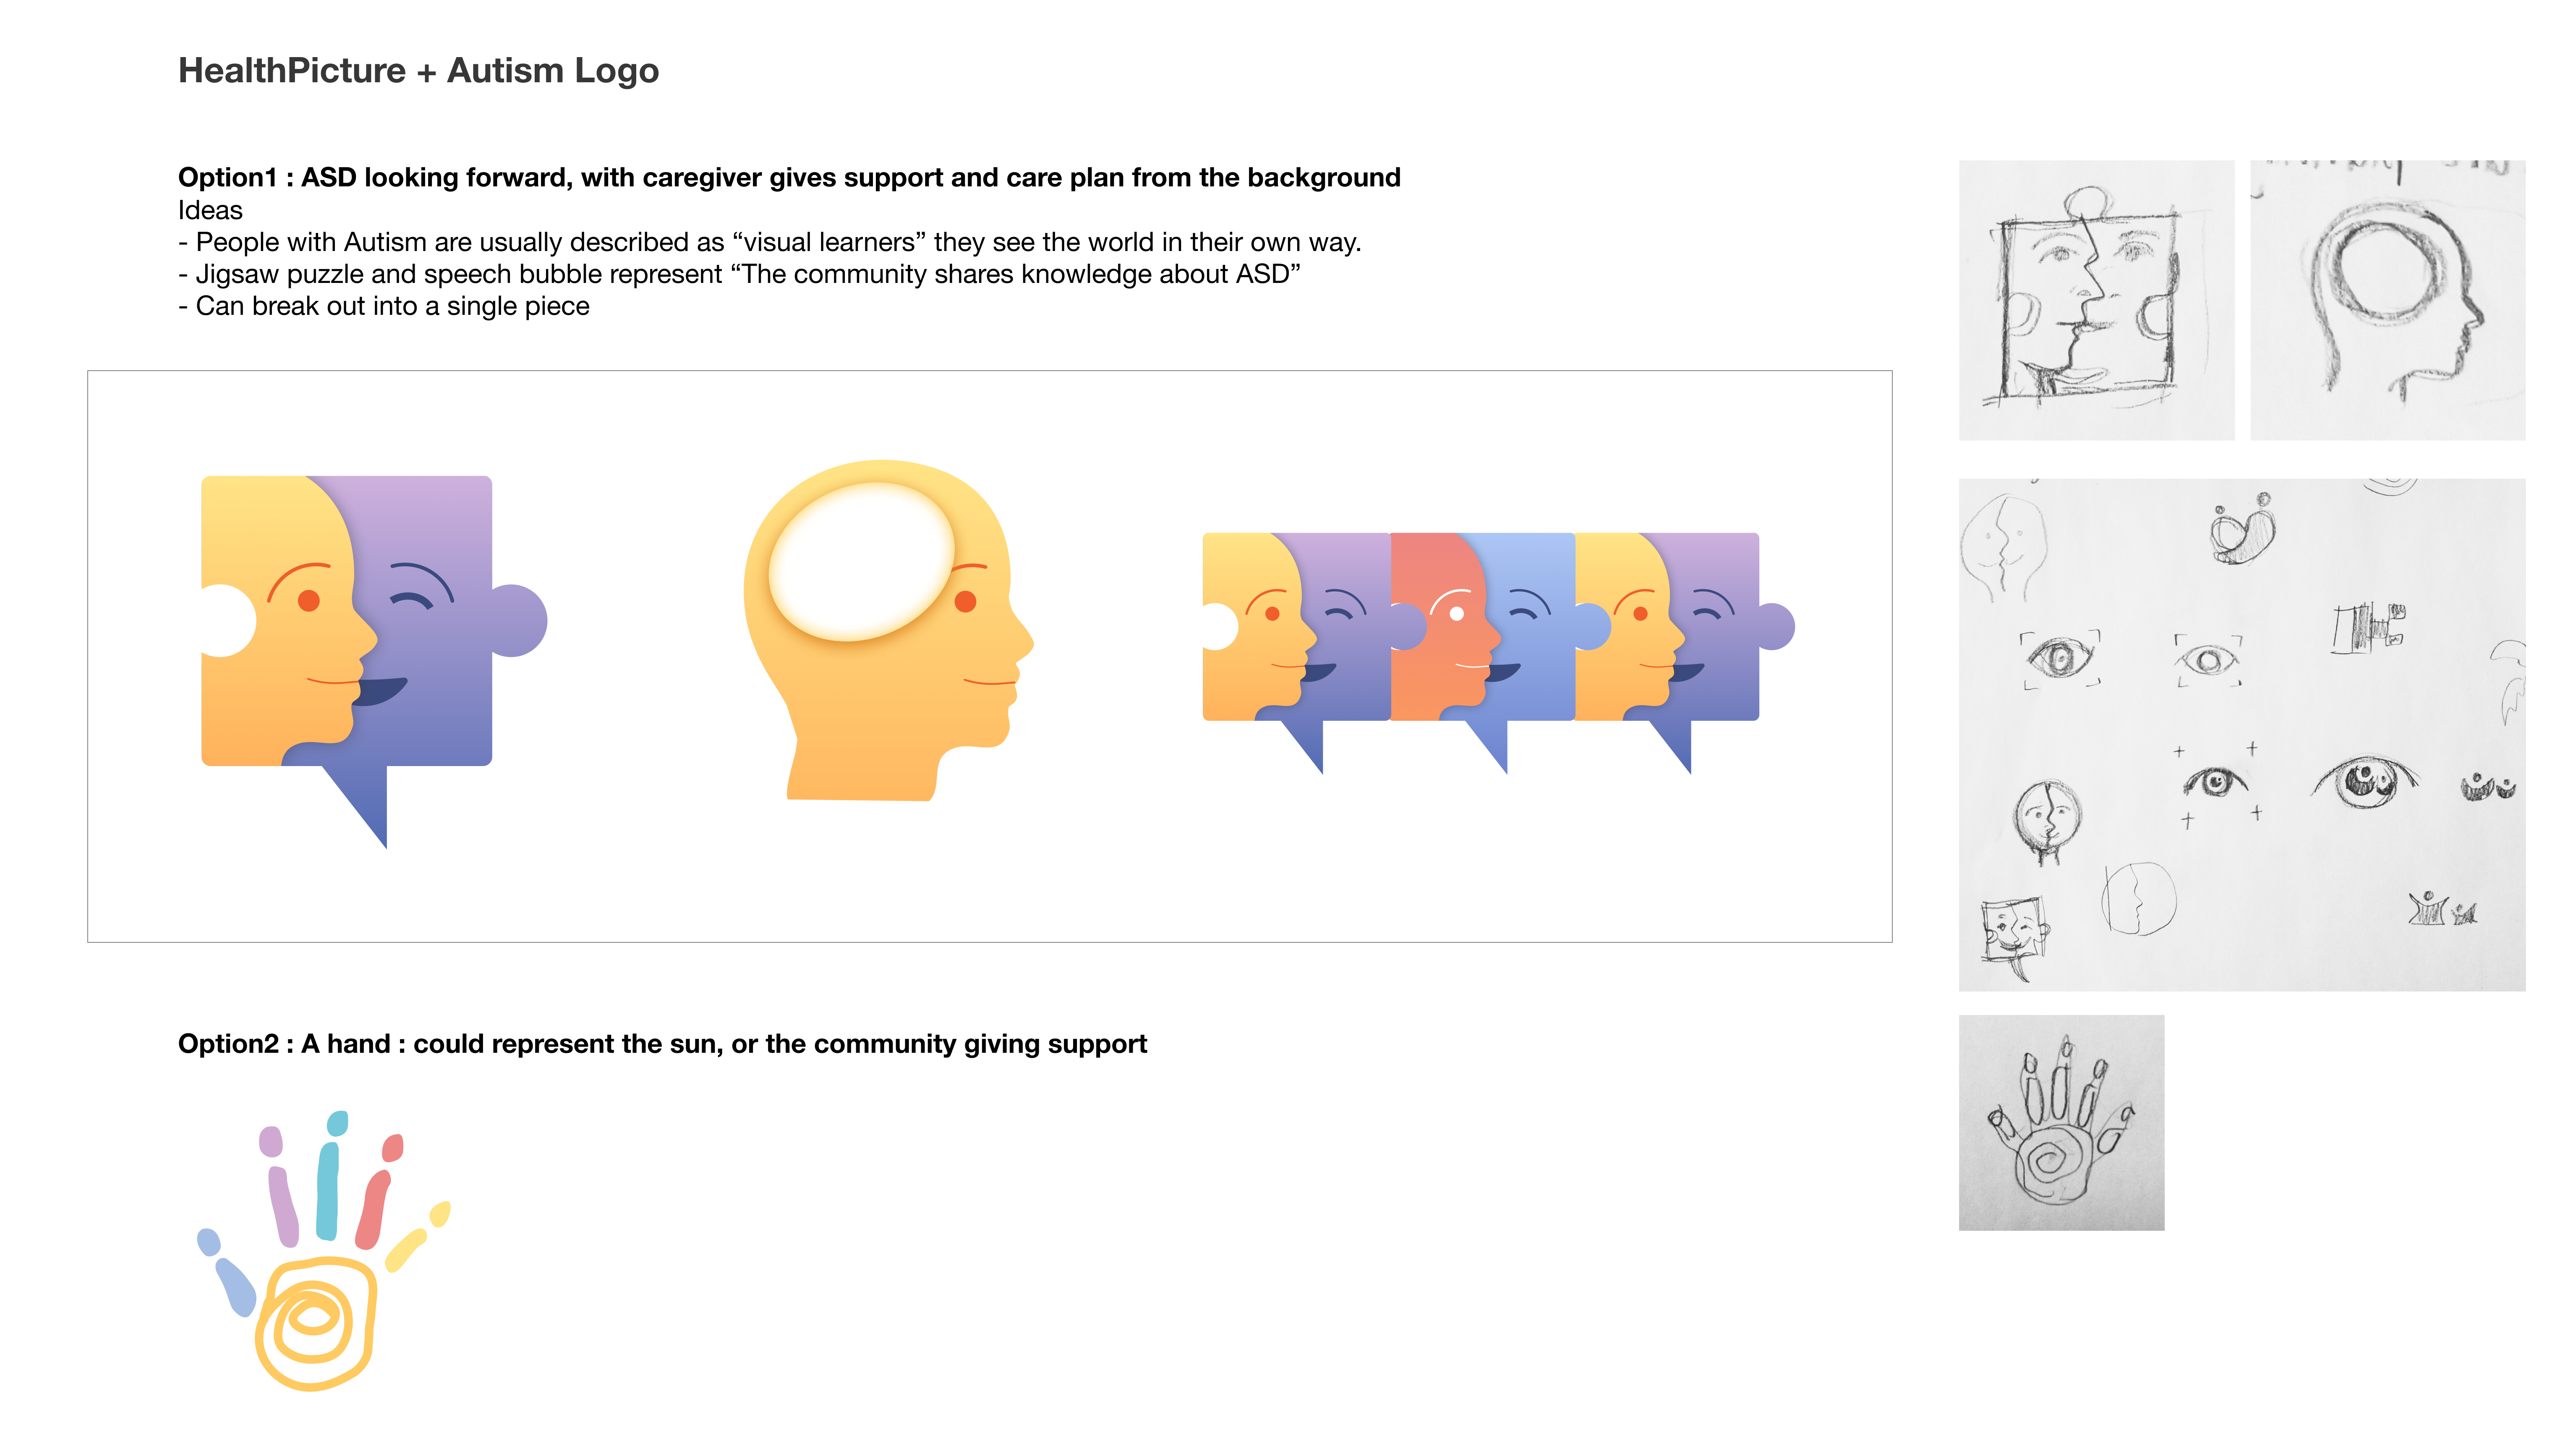 HealthPicture + Autism Logo
Option1 : ASD looking forward, with caregiver gives support and care plan from the background
Ideas
- People with Autism are usually described as “visual learners” they see the world in their own way.
- Jigsaw puzzle and speech bubble represent “The community shares knowledge about ASD”
- Can break out into a single piece
Option2 : A hand : could represent the sun, or the community giving support